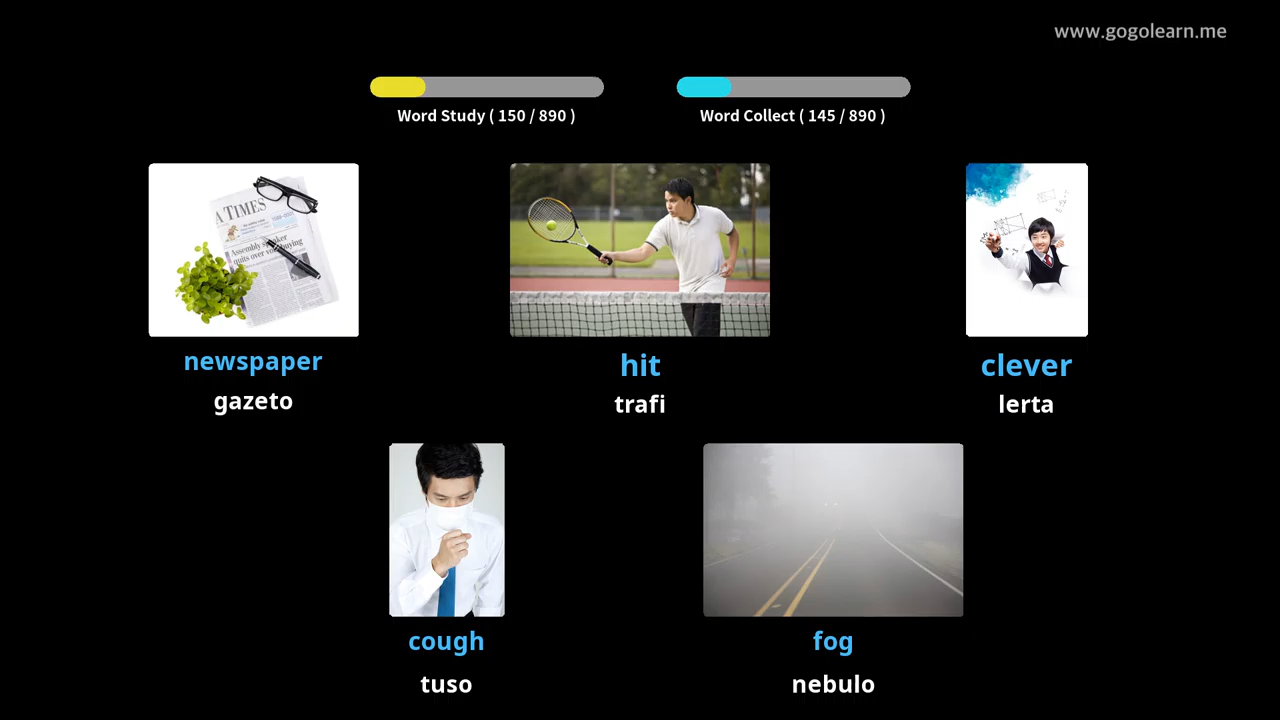 www.gogolearn.me
Word Study ( 150 / 890 )
Word Collect ( 145 / 890 )
A TIMES
newspaper
gazeto
hit
trafi
clever
lerta
cough
tuso
fog
nebulo